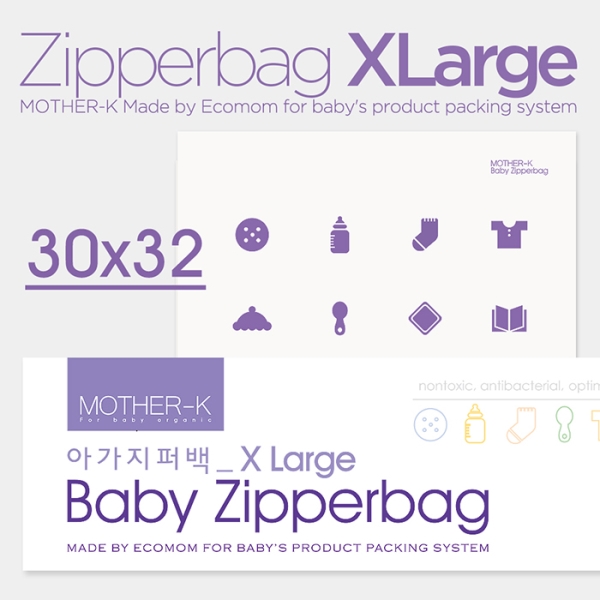 Zipperbag XLarge
MOTHER-K Made by Ecomom for baby's product packing system
MOTHER-K
Baby Zipperbag
30x32
MOTHER-K
For baby organic
nontoxic. antibacterial.
아가지퍼백_ X Large
Baby Zipperbag
MADE BY ECOMOM FOR BABY'S PRODUCT PACKING SYSTEM